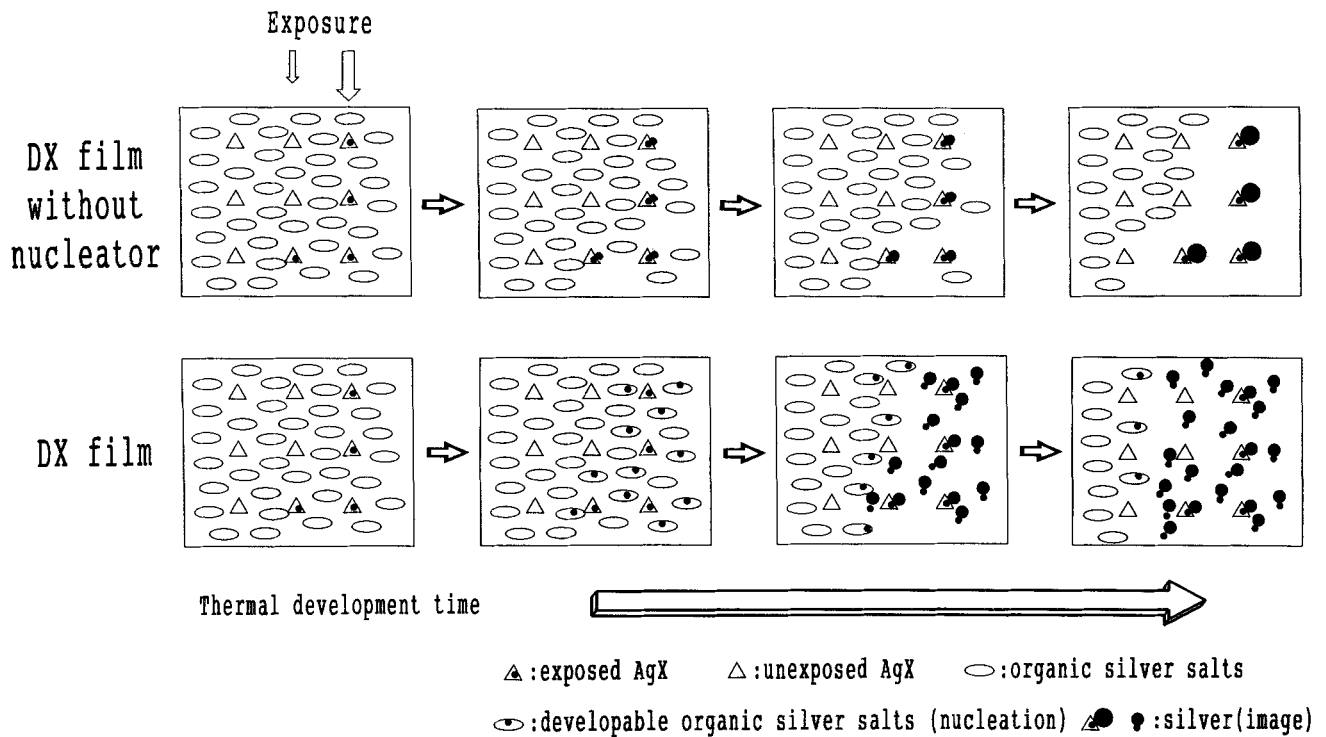 Exposure
DX film
without
nucleator
DX film
Thermal development time
:exposed AgX :unexposed AgX :organic silver salts
:developable organic silver salts (nucleation) :silver(image)